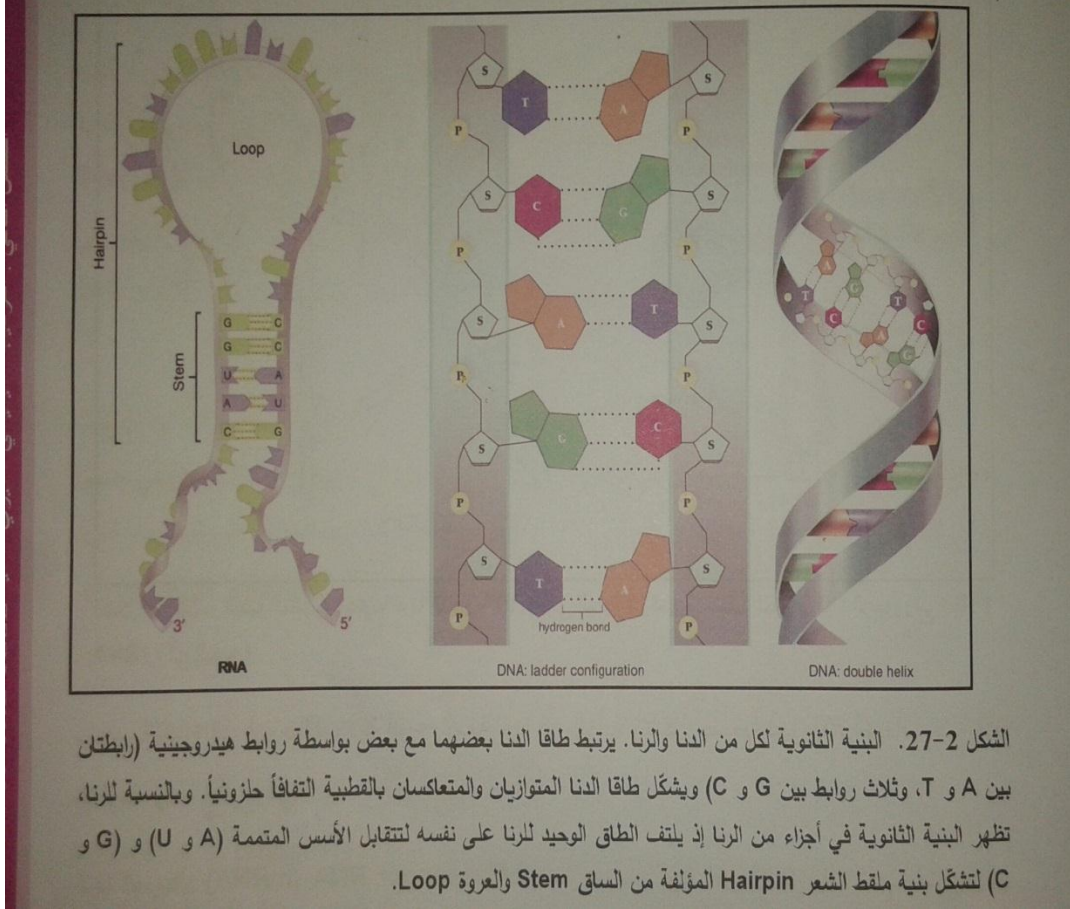 Loop
Hairpin
Stem
G C
G C
U A
A U
C G
3′
5′
RNA
S T A S
P P
S C G S
P P
S A T S
P P
S G C S
P P
S T A S
P P
hydrogen bond
DNA: ladder configuration
A
G
T
T
C
C
A
G
DNA: double helix
الشكل 2-27. البنية الثانوية لكل من الدنا والرنا. يرتبط طاقا الدنا بعضهما مع بعض بواسطة روابط هيدروجينية (رابطتان
بين A و T، وثلاث روابط بين G و C) ويشكّل طاقا الدنا المتوازيان والمتعاكسان بالقطبية التفافاً حلزونياً. وبالنسبة للرنا،
تظهر البنية الثانوية في أجزاء من الرنا إذ يلتف الطاق الوحيد للرنا على نفسه لتتقابل الأسس المتممة (A و U) و (G و
C) لتشكّل بنية ملقط الشعر Hairpin المؤلفة من الساق Stem والعروة Loop.